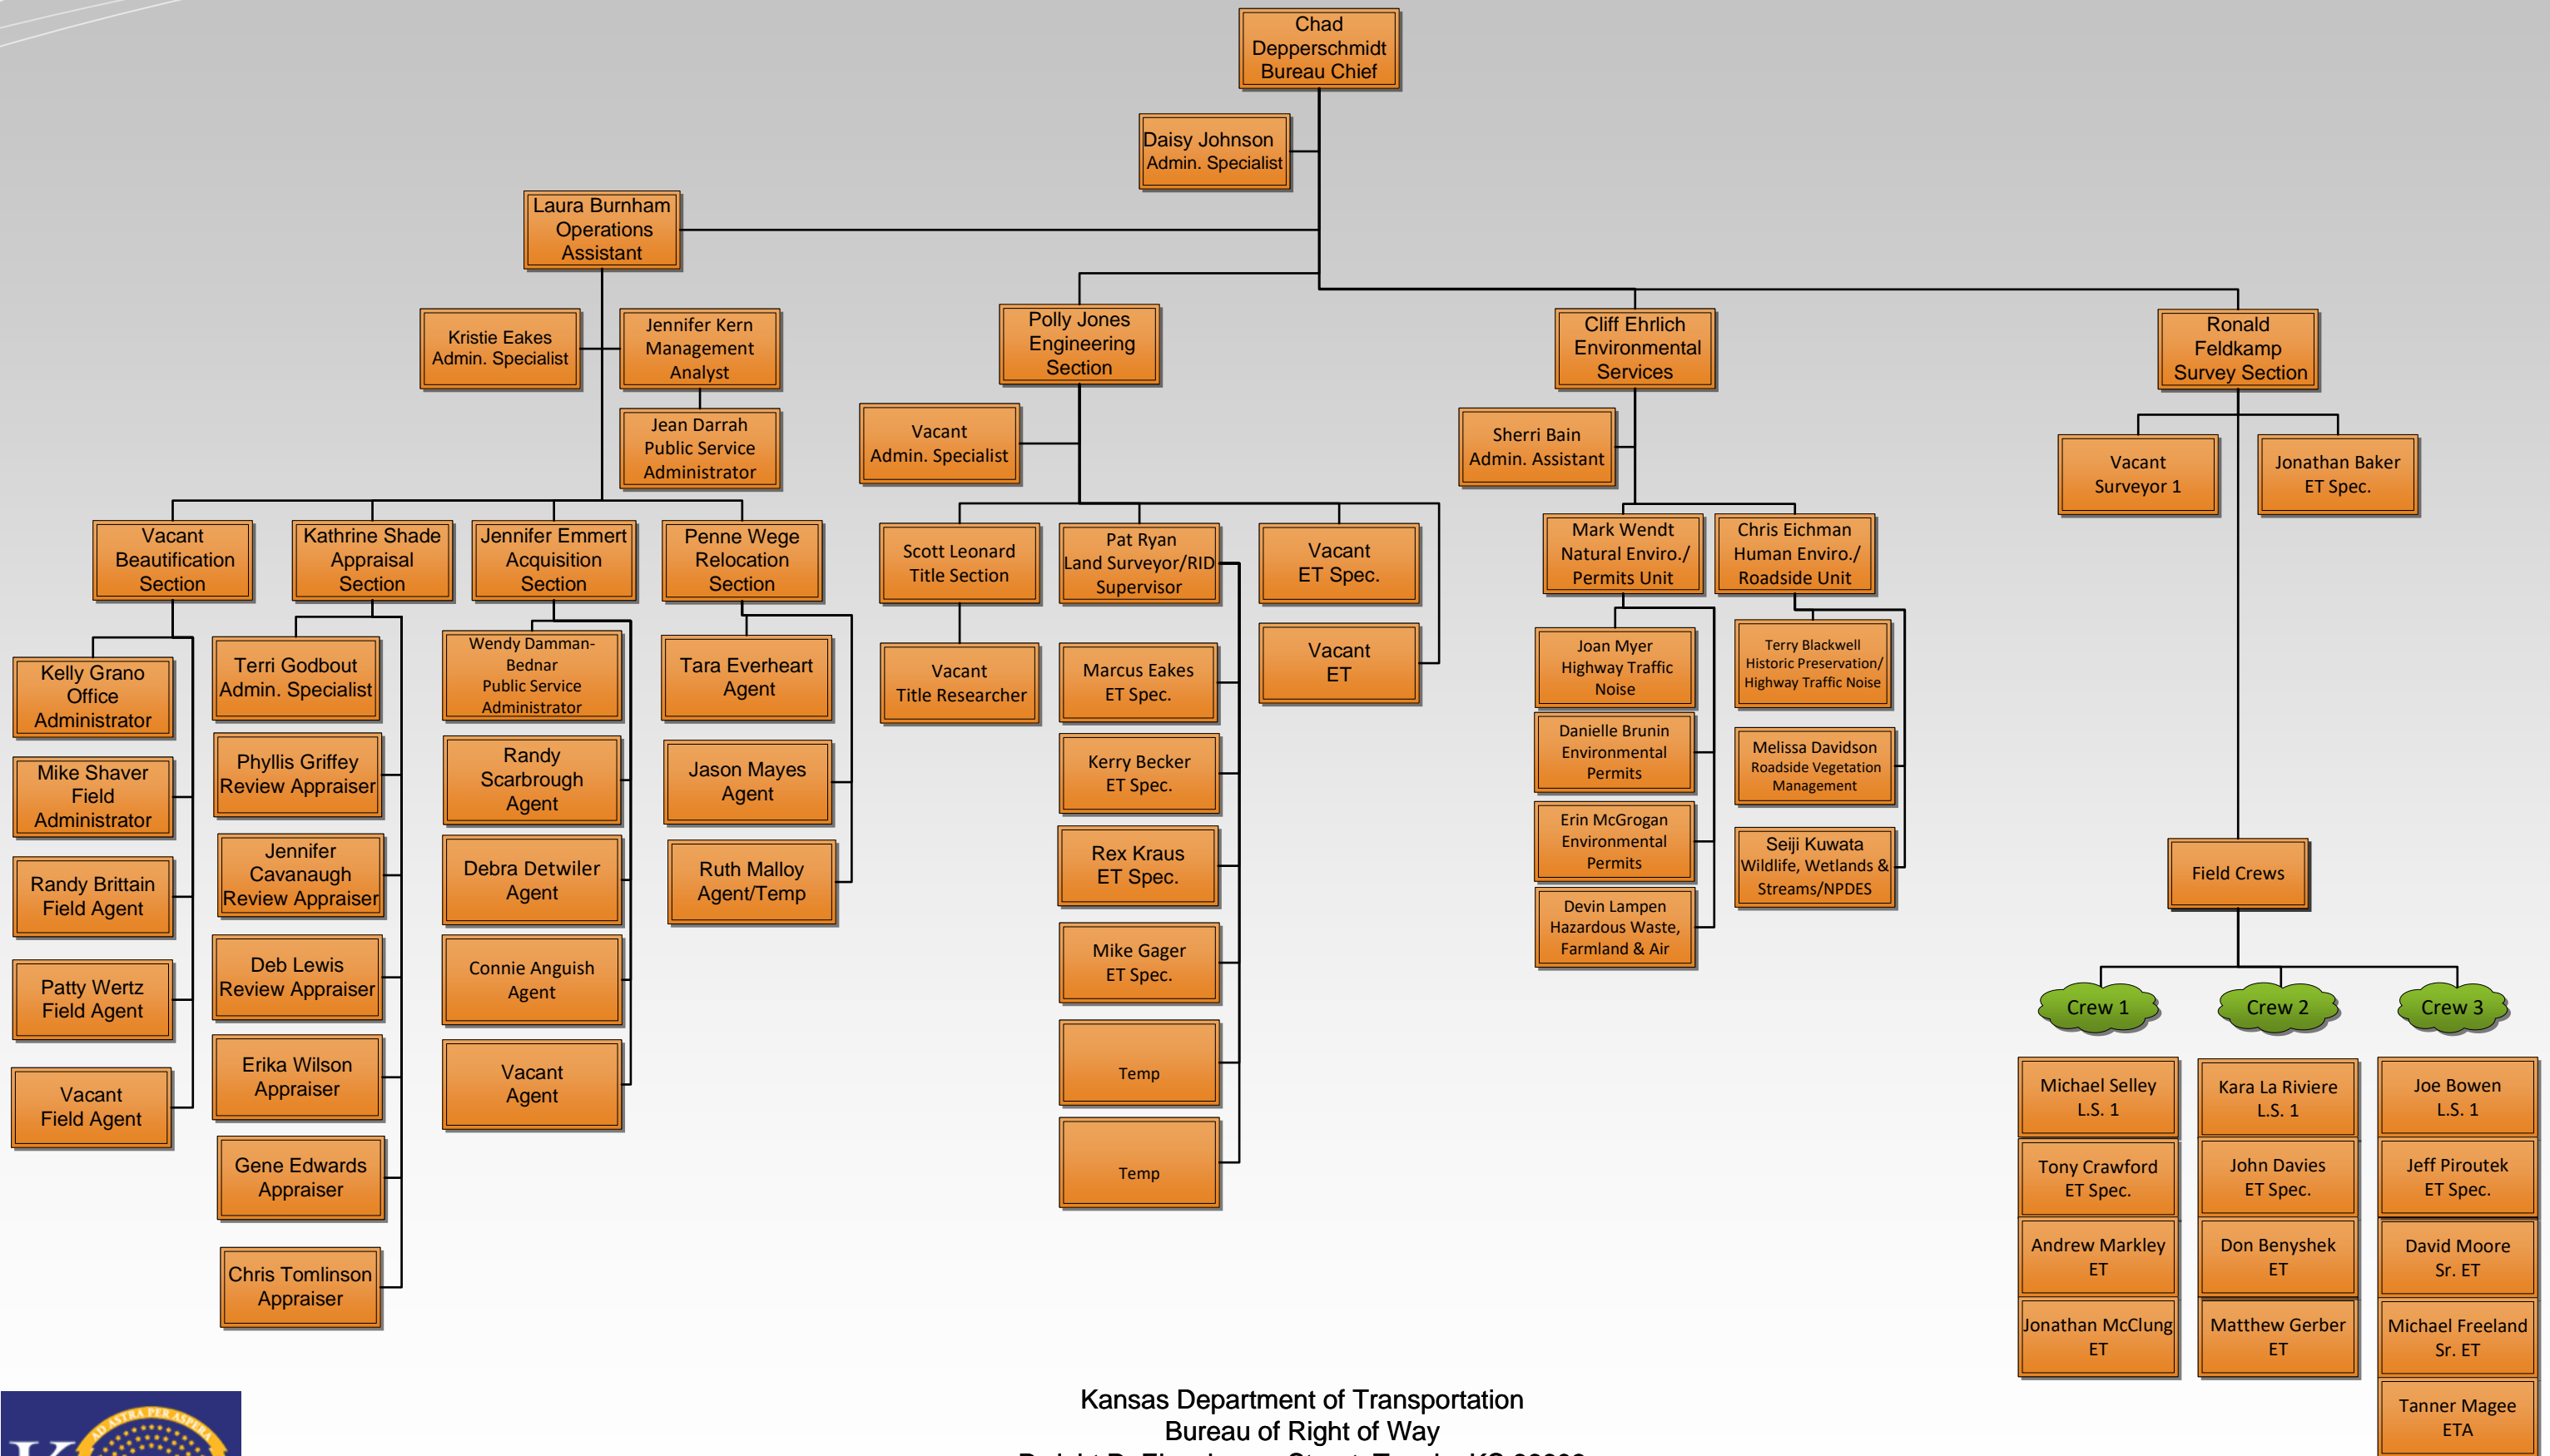 Chad
Depperschmidt
Bureau Chief
Daisy Johnson
Admin. Specialist
Laura Burnham
Operations
Assistant
Kristie Eakes
Admin. Specialist
Jennifer Kern
Management
Analyst
Jean Darrah
Public Service
Administrator
Polly Jones
Engineering
Section
Vacant
Admin. Specialist
Cliff Ehrlich
Environmental
Services
Sherri Bain
Admin. Assistant
Ronald
Feldkamp
Survey Section
Vacant
Surveyor 1
Jonathan Baker
ET Spec.
Vacant
Beautification
Section
Kelly Grano
Office
Administrator
Mike Shaver
Field
Administrator
Randy Brittain
Field Agent
Patty Wertz
Field Agent
Vacant
Field Agent
Kathrine Shade
Appraisal
Section
Terri Godbout
Admin. Specialist
Phyllis Griffey
Review Appraiser
Jennifer
Cavanaugh
Review Appraiser
Deb Lewis
Review Appraiser
Erika Wilson
Appraiser
Gene Edwards
Appraiser
Chris Tomlinson
Appraiser
Jennifer Emmert
Acquisition
Section
Wendy Damman-
Bednar
Public Service
Administrator
Randy
Scarbrough
Agent
Debra Detwiler
Agent
Connie Anguish
Agent
Vacant
Agent
Penne Wege
Relocation
Section
Tara Everheart
Agent
Jason Mayes
Agent
Ruth Malloy
Agent/Temp
Scott Leonard
Title Section
Vacant
Title Researcher
Pat Ryan
Land Surveyor/RID
Supervisor
Marcus Eakes
ET Spec.
Kerry Becker
ET Spec.
Rex Kraus
ET Spec.
Mike Gager
ET Spec.
Temp
Temp
Vacant
ET Spec.
Vacant
ET
Mark Wendt
Natural Enviro./
Permits Unit
Joan Myer
Highway Traffic
Noise
Danielle Brunin
Environmental
Permits
Erin McGrogan
Environmental
Permits
Devin Lampen
Hazardous Waste,
Farmland & Air
Chris Eichman
Human Enviro./
Roadside Unit
Terry Blackwell
Historic Preservation/
Highway Traffic Noise
Melissa Davidson
Roadside Vegetation
Management
Seiji Kuwata
Wildlife, Wetlands &
Streams/NPDES
Field Crews
Crew 1
Michael Selley
L.S. 1
Tony Crawford
ET Spec.
Andrew Markley
ET
Jonathan McClung
ET
Crew 2
Kara La Riviere
L.S. 1
John Davies
ET Spec.
Don Benyshek
ET
Matthew Gerber
ET
Crew 3
Joe Bowen
L.S. 1
Jeff Piroutek
ET Spec.
David Moore
Sr. ET
Michael Freeland
Sr. ET
Tanner Magee
ETA
AD ASTRA PER ASPERA
K
Kansas Department of Transportation
Bureau of Right of Way